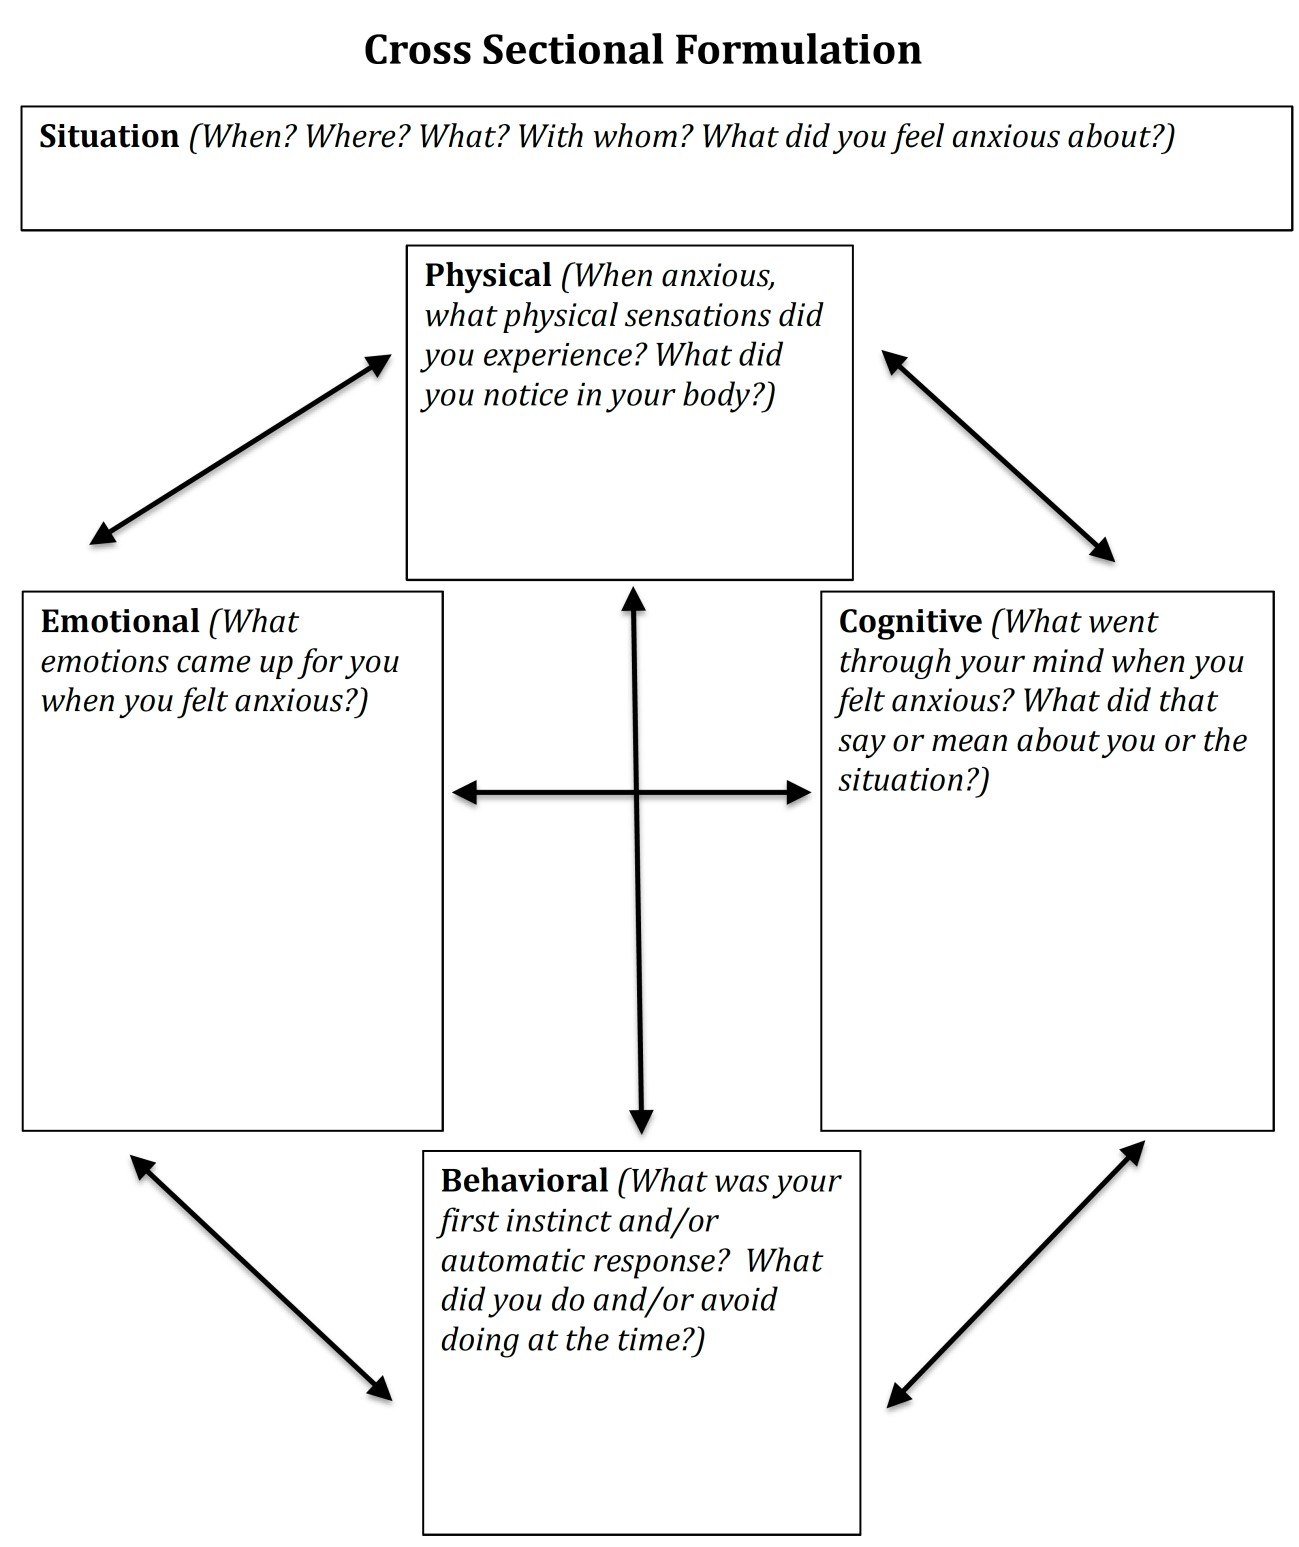 Cross Sectional Formulation
Situation (When? Where? What? With whom? What did you feel anxious about?)
Physical (When anxious,
what physical sensations did
you experience? What did
you notice in your body?)
Emotional (What
emotions came up for you
when you felt anxious?)
Cognitive (What went
through your mind when you
felt anxious? What did that
say or mean about you or the
situation?)
Behavioral (What was your
first instinct and/or
automatic response?  What
did you do and/or avoid
doing at the time?)